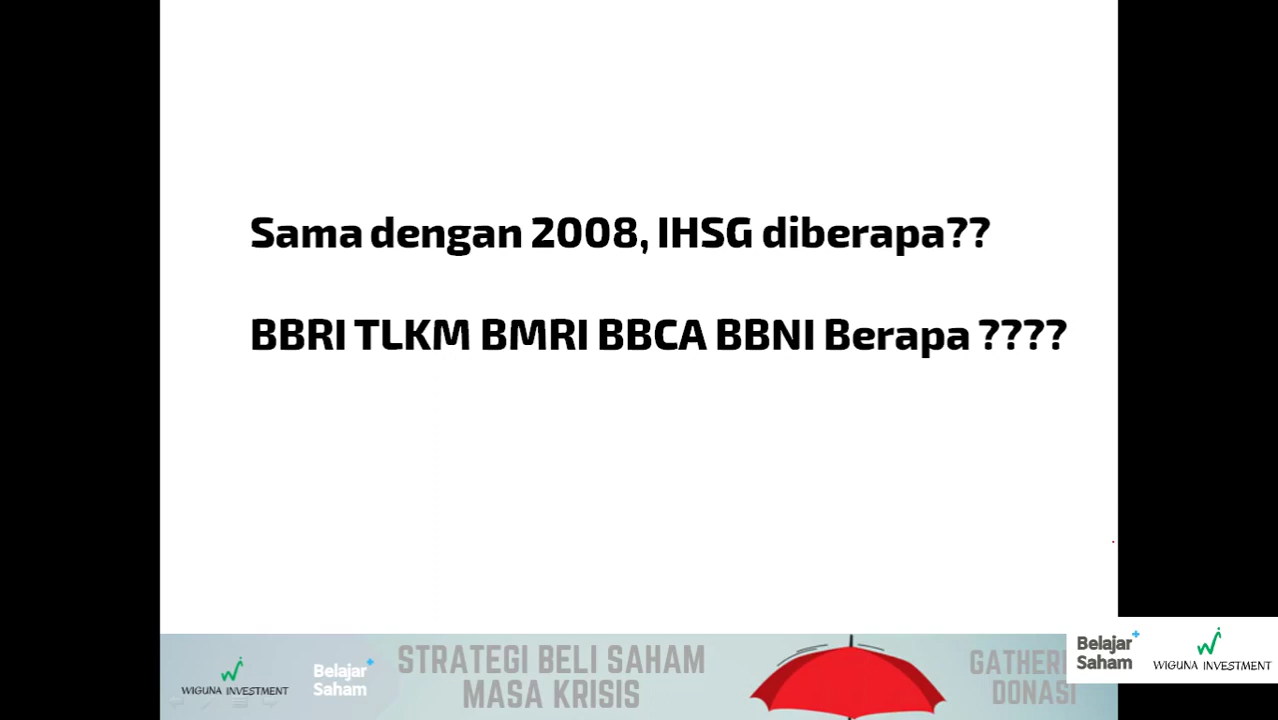 Sama dengan 2008, IHSG diberapa??
BBRI TLKM BMRI BBCA BBNI Berapa ????
WIGUNA INVESTMENT
Belajar+
Saham
STRATEGI BELI SAHAM
MASA KRISIS
DONASI
Belajar+
Saham
WIGUNA INVESTMENT